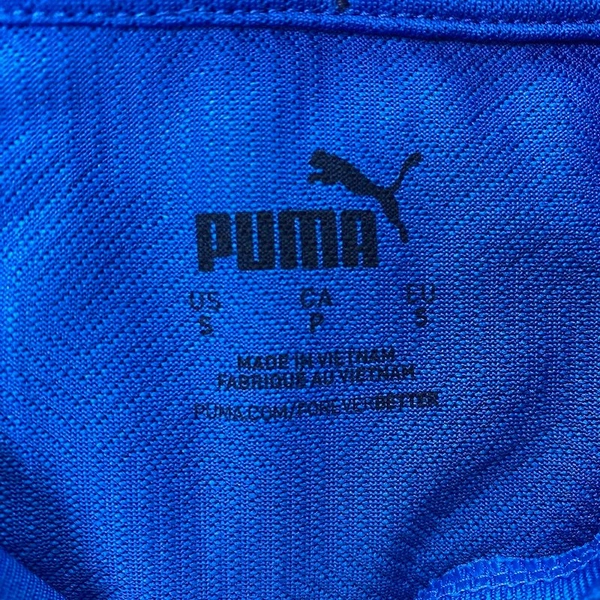 PUMA
US CA EU
S P S
MADE IN VIETNAM
FABRIQUÉ AU VIETNAM
PUMA.COM/FOREVERBETTER